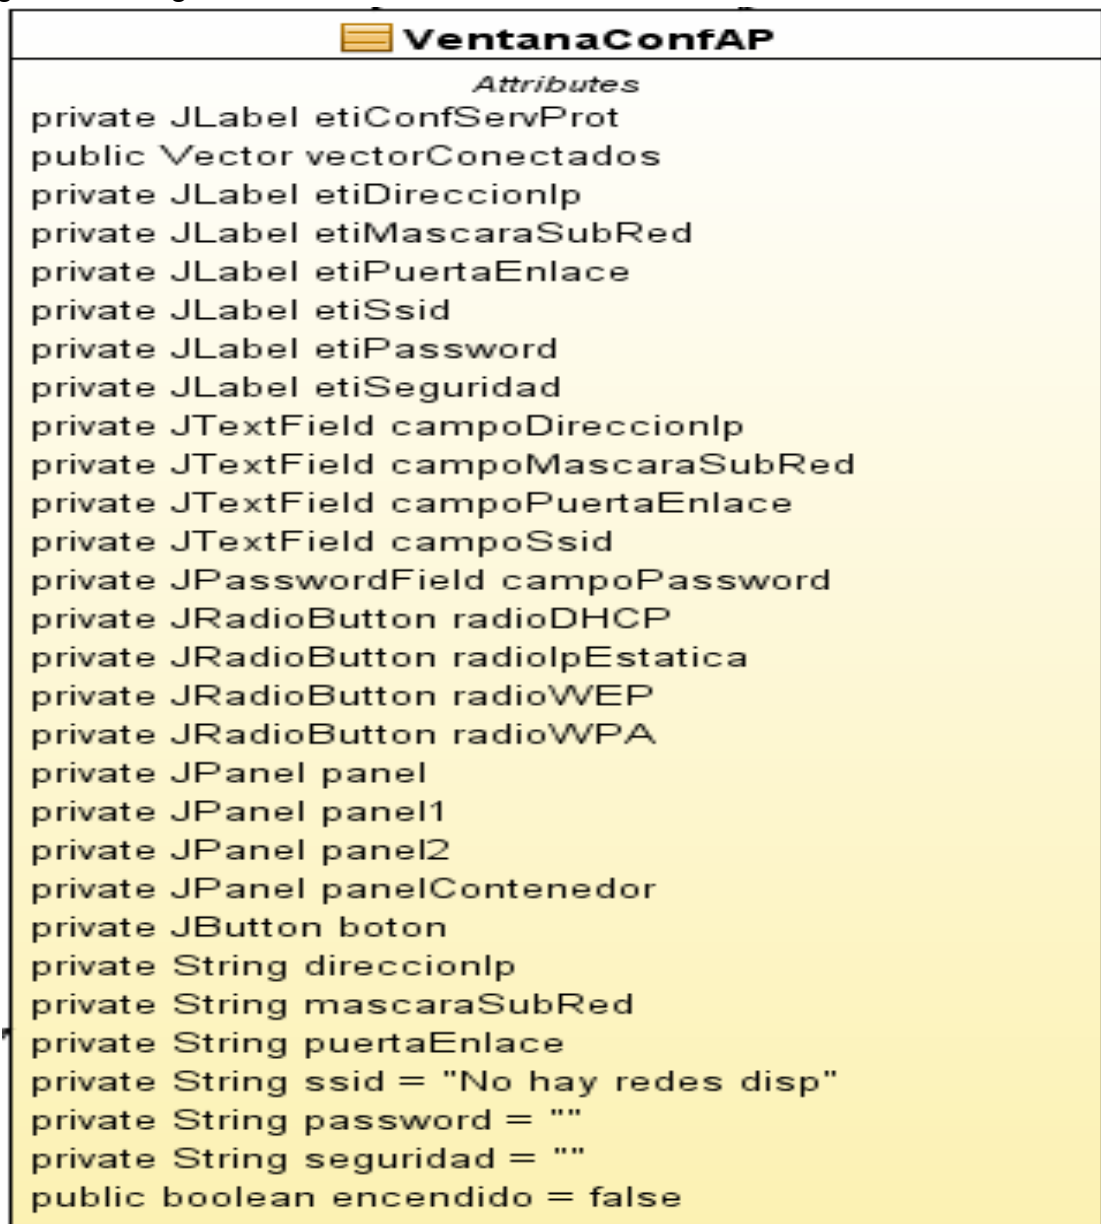 VentanaConfAP
Attributes
private JLabel etiConfServProt
public Vector vectorConectados
private JLabel etiDireccionIp
private JLabel etiMascaraSubRed
private JLabel etiPuertaEnlace
private JLabel etiSsid
private JLabel etiPassword
private JLabel etiSeguridad
private JTextField campoDireccionIp
private JTextField campoMascaraSubRed
private JTextField campoPuertaEnlace
private JTextField campoSsid
private JPasswordField campoPassword
private JRadioButton radioDHCP
private JRadioButton radioIpEstatica
private JRadioButton radioWEP
private JRadioButton radioWPA
private JPanel panel
private JPanel panel1
private JPanel panel2
private JPanel panelContenedor
private JButton boton
private String direccionIp
private String mascaraSubRed
private String puertaEnlace
private String ssid = "No hay redes disp"
private String password = ""
private String seguridad = ""
public boolean encendido = false